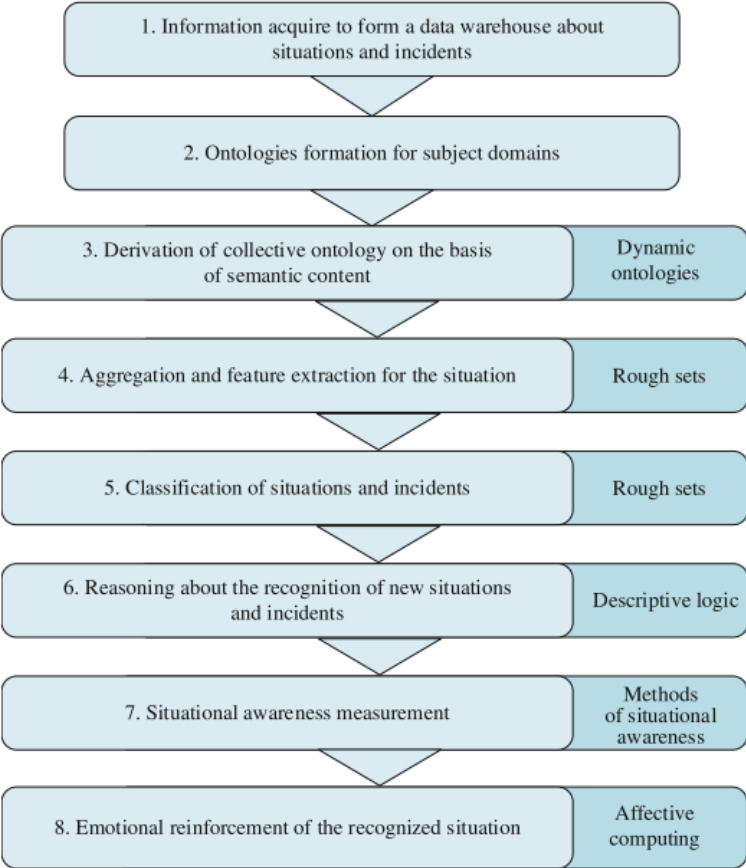 1. Information acquire to form a data warehouse about
situations and incidents
2. Ontologies formation for subject domains
3. Derivation of collective ontology on the basis
of semantic content
Dynamic
ontologies
4. Aggregation and feature extraction for the situation
Rough sets
5. Classification of situations and incidents
Rough sets
6. Reasoning about the recognition of new situations
and incidents
Descriptive logic
7. Situational awareness measurement
Methods
of situational
awareness
8. Emotional reinforcement of the recognized situation
Affective
computing